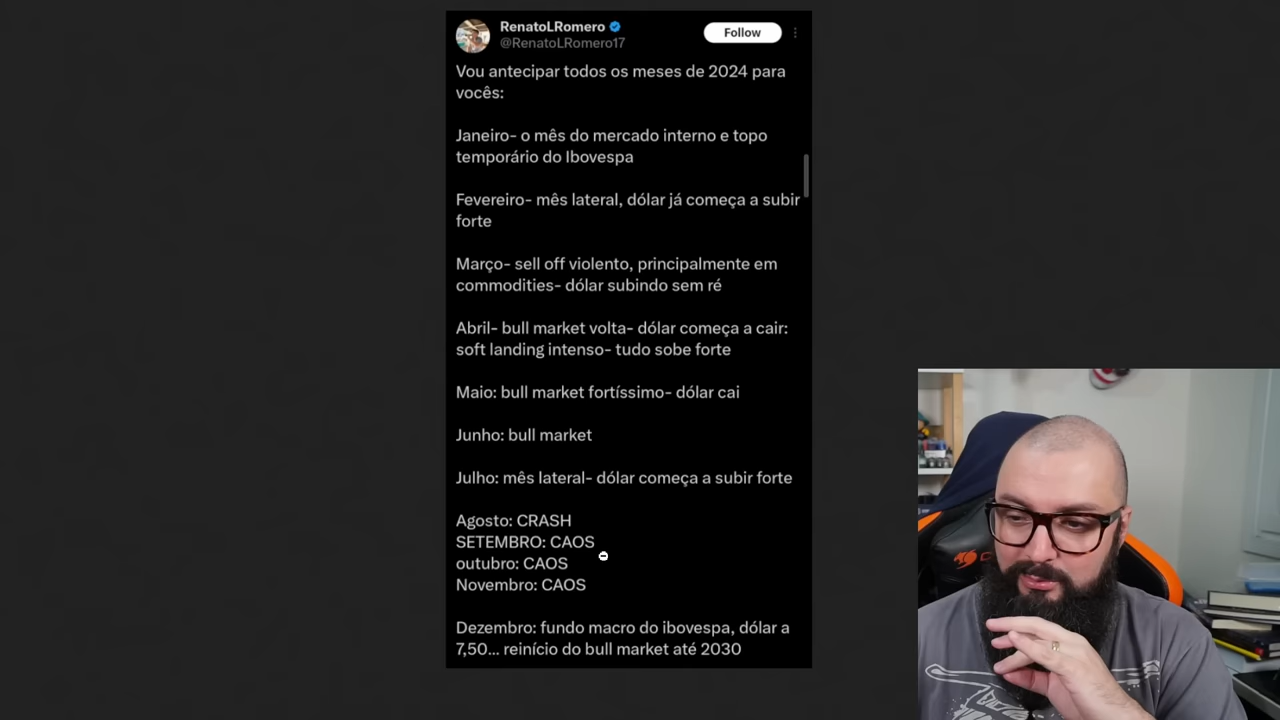 RenatoLRomero
@RenatoLRomero17
Follow
Vou antecipar todos os meses de 2024 para
vocês:
Janeiro- o mês do mercado interno e topo
temporário do Ibovespa
Fevereiro- mês lateral, dólar já começa a subir
forte
Março- sell off violento, principalmente em
commodities- dólar subindo sem ré
Abril- bull market volta- dólar começa a cair:
soft landing intenso- tudo sobe forte
Maio: bull market fortíssimo- dólar cai
Junho: bull market
Julho: mês lateral- dólar começa a subir forte
Agosto: CRASH
SETEMBRO: CAOS
outubro: CAOS
Novembro: CAOS
Dezembro: fundo macro do ibovespa, dólar a
7,50... reinício do bull market até 2030